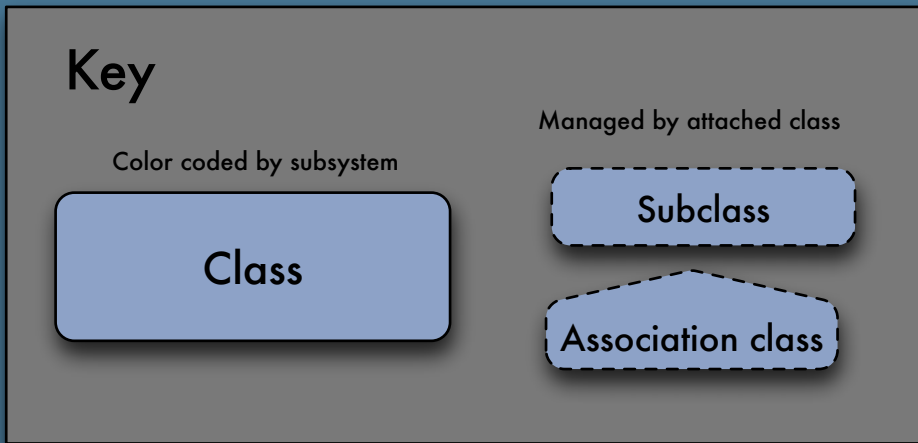 Key
Color coded by subsystem
Class
Managed by attached class
Subclass
Association class